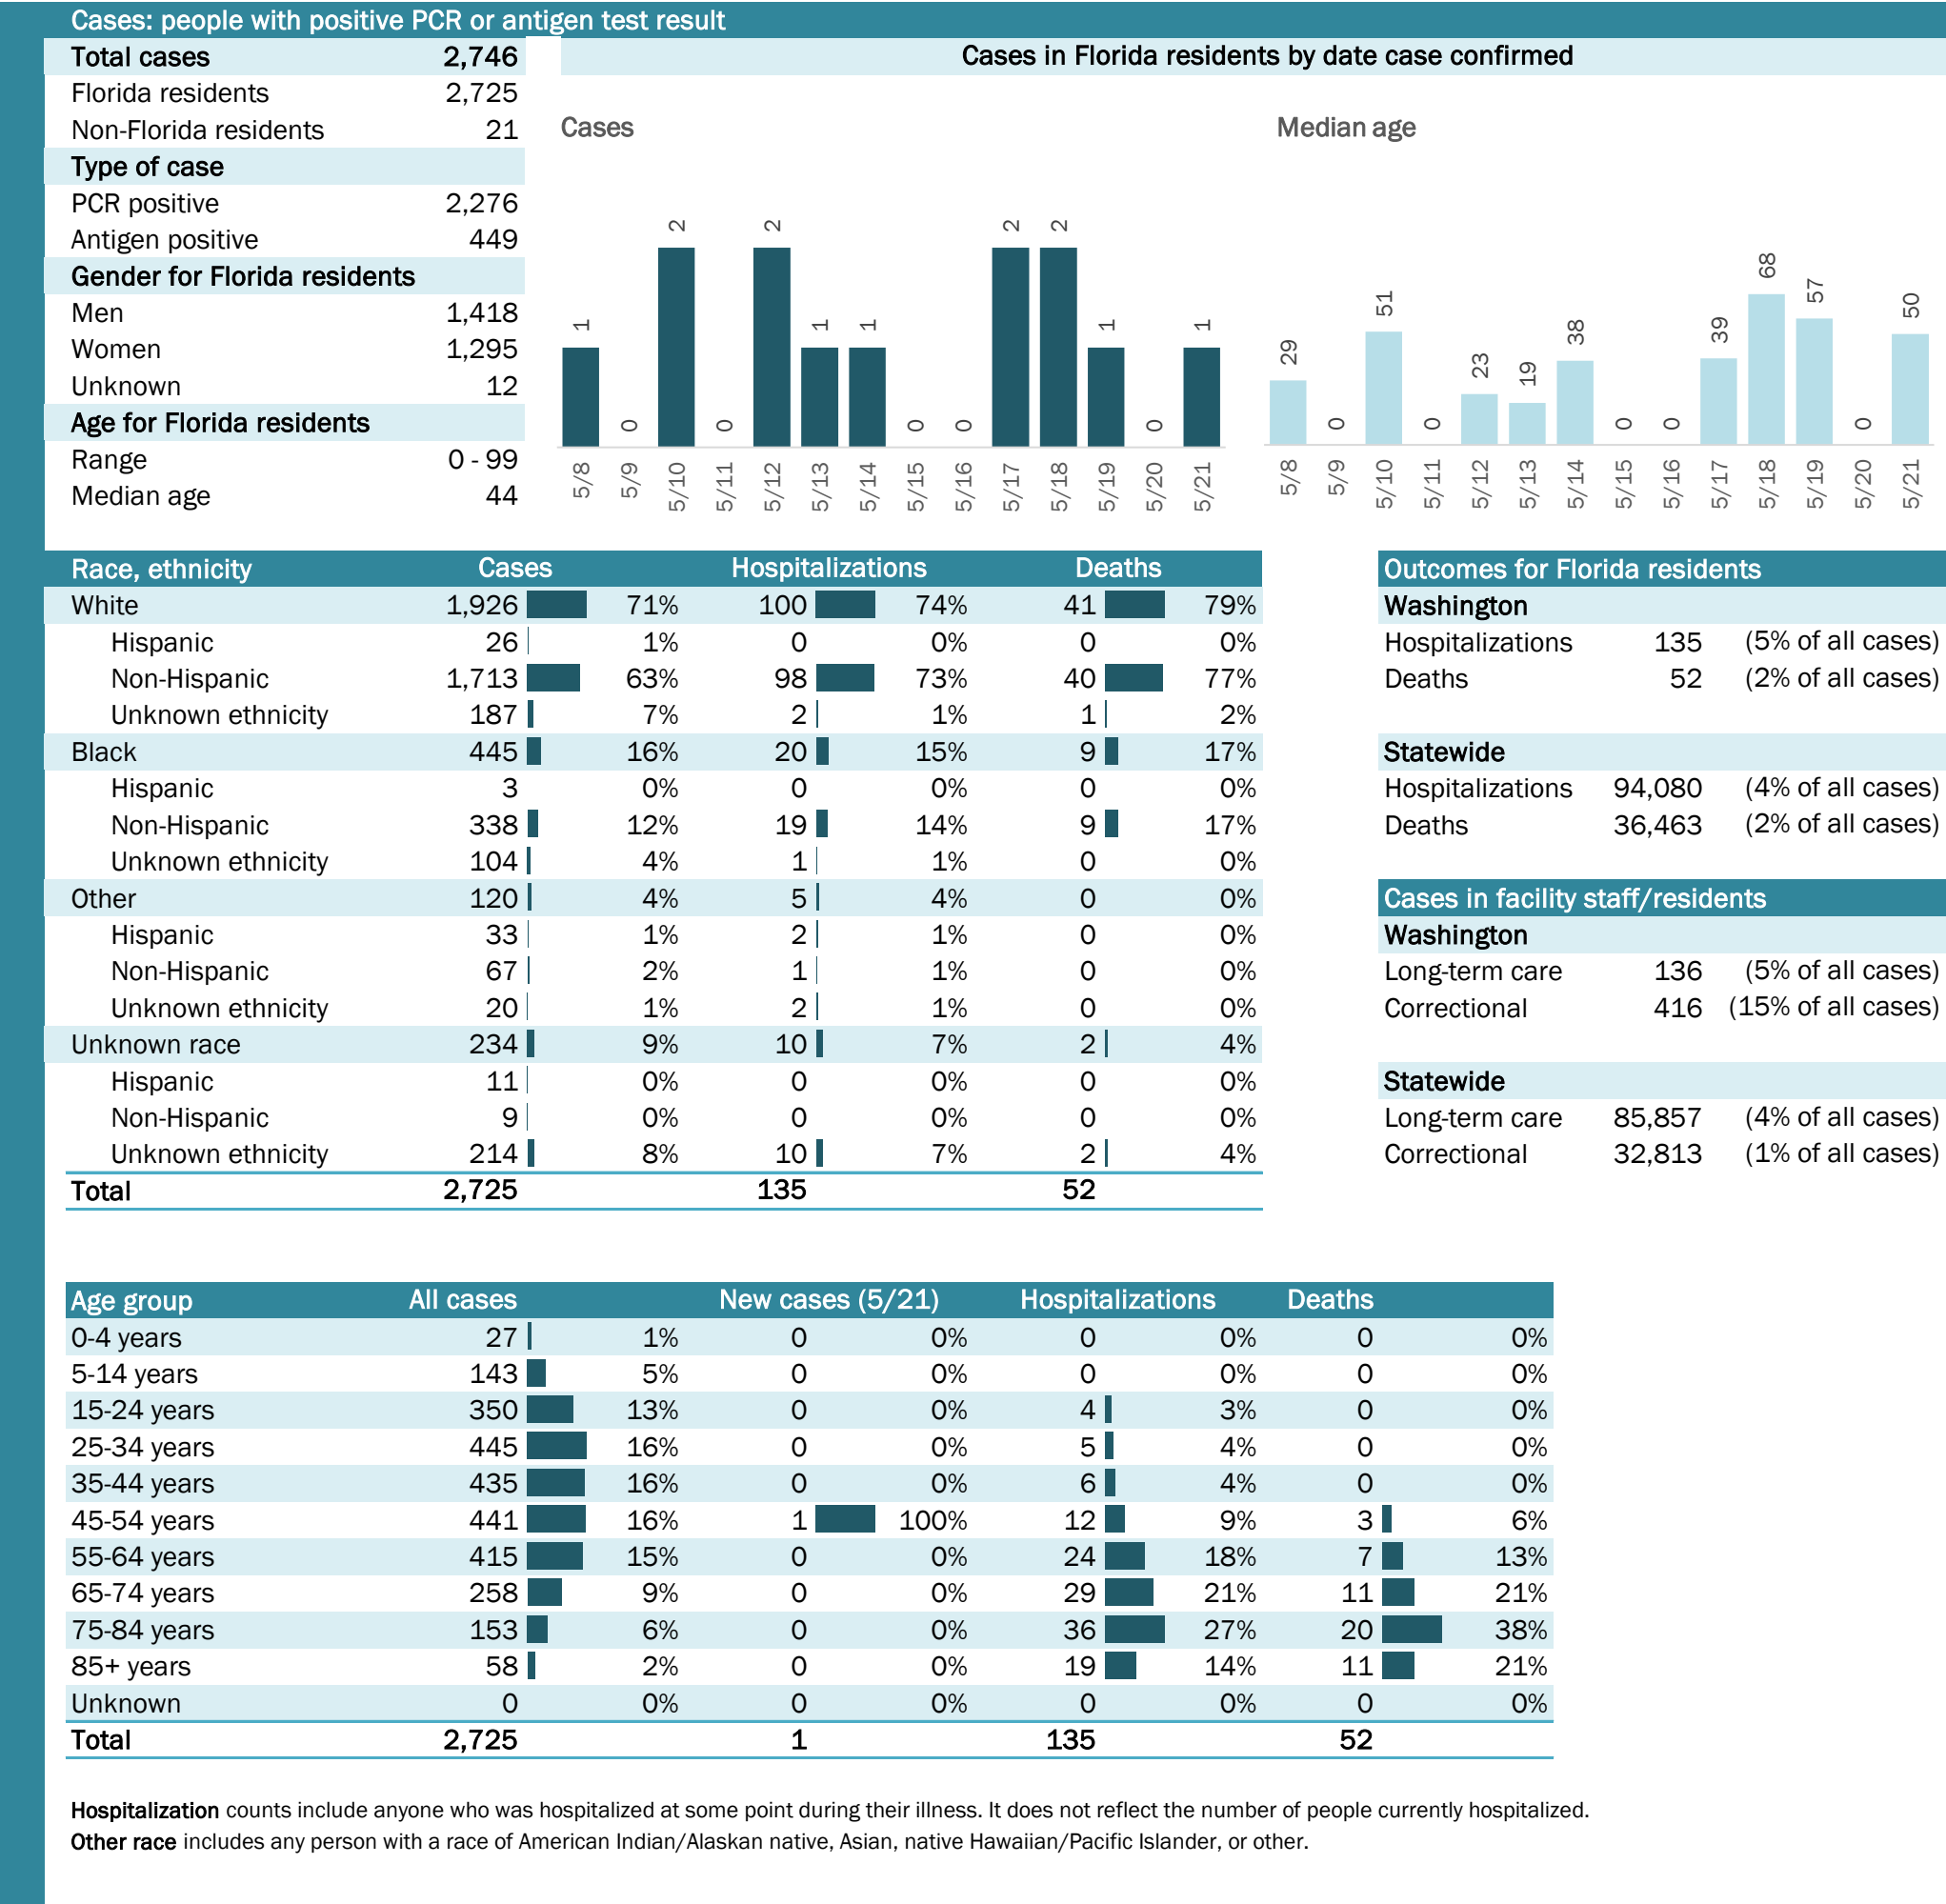 Cases: people with positive PCR or antigen test result
Total cases 2,746
Florida residents 2,725
Non-Florida residents 21
Type of case
PCR positive 2,276
Antigen positive 449
Gender for Florida residents
Men 1,418
Women 1,295
Unknown 12
Age for Florida residents
Range 0 - 99
Median age 44
Cases in Florida residents by date case confirmed
Cases
1 0 2 0 2 1 1 0 0 2 2 1 0 1
5/8 5/9 5/10 5/11 5/12 5/13 5/14 5/15 5/16 5/17 5/18 5/19 5/20 5/21
Median age
29 0 51 0 23 19 38 0 0 39 68 57 0 50
5/8 5/9 5/10 5/11 5/12 5/13 5/14 5/15 5/16 5/17 5/18 5/19 5/20 5/21
Race, ethnicity Cases Hospitalizations Deaths
White 1,926 71% 100 74% 41 79%
Hispanic 26 1% 0 0% 0 0%
Non-Hispanic 1,713 63% 98 73% 40 77%
Unknown ethnicity 187 7% 2 1% 1 2%
Black 445 16% 20 15% 9 17%
Hispanic 3 0% 0 0% 0 0%
Non-Hispanic 338 12% 19 14% 9 17%
Unknown ethnicity 104 4% 1 1% 0 0%
Other 120 4% 5 4% 0 0%
Hispanic 33 1% 2 1% 0 0%
Non-Hispanic 67 2% 1 1% 0 0%
Unknown ethnicity 20 1% 2 1% 0 0%
Unknown race 234 9% 10 7% 2 4%
Hispanic 11 0% 0 0% 0 0%
Non-Hispanic 9 0% 0 0% 0 0%
Unknown ethnicity 214 8% 10 7% 2 4%
Total 2,725 135 52
Outcomes for Florida residents
Washington
Hospitalizations 135 (5% of all cases)
Deaths 52 (2% of all cases)
Statewide
Hospitalizations 94,080 (4% of all cases)
Deaths 36,463 (2% of all cases)
Cases in facility staff/residents
Washington
Long-term care 136 (5% of all cases)
Correctional 416 (15% of all cases)
Statewide
Long-term care 85,857 (4% of all cases)
Correctional 32,813 (1% of all cases)
Age group All cases New cases (5/21) Hospitalizations Deaths
0-4 years 27 1% 0 0% 0 0% 0 0%
5-14 years 143 5% 0 0% 0 0% 0 0%
15-24 years 350 13% 0 0% 4 3% 0 0%
25-34 years 445 16% 0 0% 5 4% 0 0%
35-44 years 435 16% 0 0% 6 4% 0 0%
45-54 years 441 16% 1 100% 12 9% 3 6%
55-64 years 415 15% 0 0% 24 18% 7 13%
65-74 years 258 9% 0 0% 29 21% 11 21%
75-84 years 153 6% 0 0% 36 27% 20 38%
85+ years 58 2% 0 0% 19 14% 11 21%
Unknown 0 0% 0 0% 0 0% 0 0%
Total 2,725 1 135 52
Hospitalization counts include anyone who was hospitalized at some point during their illness. It does not reflect the number of people currently hospitalized.
Other race includes any person with a race of American Indian/Alaskan native, Asian, native Hawaiian/Pacific Islander, or other.